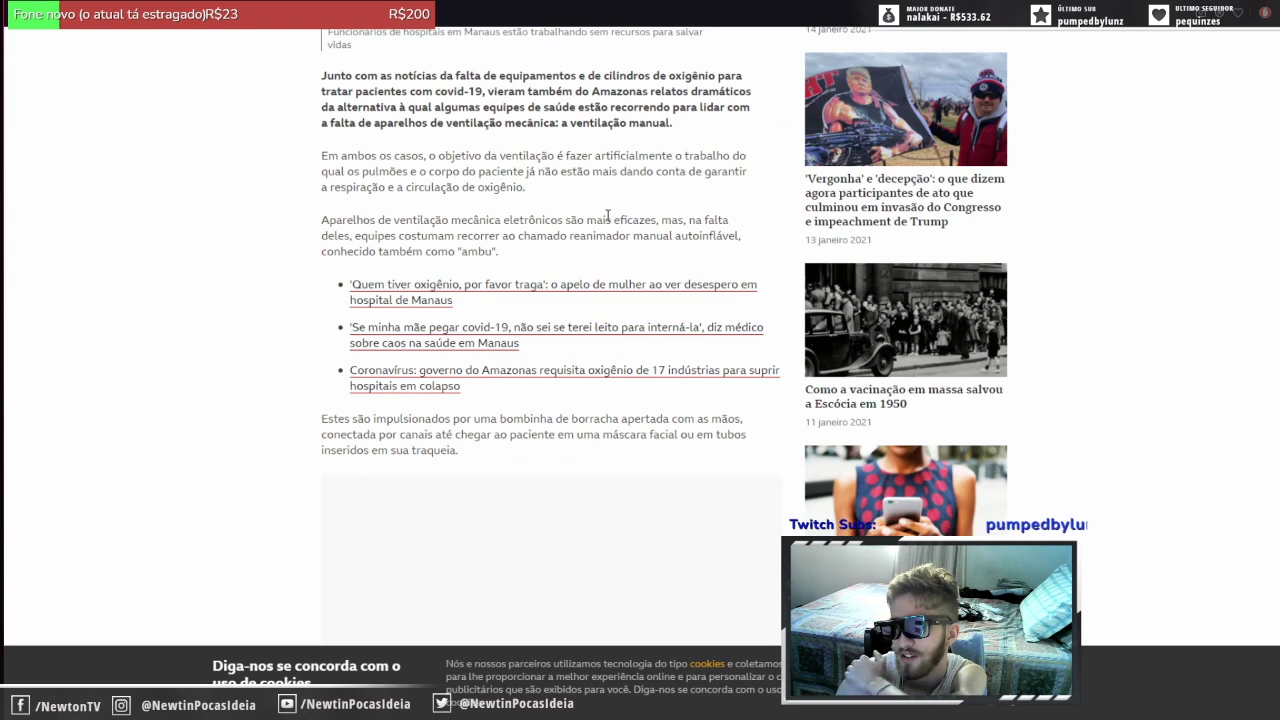 Fone novo (o atual tá estragado)R$23
R$200
MAIOR DONATE
nalakai - R$533.62
ÚLTIMO SUB
pumpedbylunz
ÚLTIMO SEGUIDOR
pequinzes
Funcionários de hospitais em Manaus estão trabalhando sem recursos para salvar
vidas
Junto com as notícias da falta de equipamentos e de cilindros de oxigênio para
tratar pacientes com covid-19, vieram também do Amazonas relatos dramáticos
da alternativa à qual algumas equipes de saúde estão recorrendo para lidar com
a falta de aparelhos de ventilação mecânica: a ventilação manual.
Em ambos os casos, o objetivo da ventilação é fazer artificialmente o trabalho do
qual os pulmões e o corpo do paciente já não estão mais dando conta de garantir
a respiração e a circulação de oxigênio.
Aparelhos de ventilação mecânica eletrônicos são mais eficazes, mas, na falta
deles, equipes costumam recorrer ao chamado reanimador manual autoinflável,
conhecido também como "ambu".
'Quem tiver oxigênio, por favor traga': o apelo de mulher ao ver desespero em
hospital de Manaus
'Se minha mãe pegar covid-19, não sei se terei leito para interná-la', diz médico
sobre caos na saúde em Manaus
Coronavírus: governo do Amazonas requisita oxigênio de 17 indústrias para suprir
hospitais em colapso
Estes são impulsionados por uma bombinha de borracha apertada com as mãos,
conectada por canais até chegar ao paciente em uma máscara facial ou em tubos
inseridos em sua traqueia.
14 janeiro 2021
'Vergonha' e 'decepção': o que dizem
agora participantes de ato que
culminou em invasão do Congresso
e impeachment de Trump
13 janeiro 2021
Como a vacinação em massa salvou
a Escócia em 1950
11 janeiro 2021
Twitch Subs:
pumpedbylu
Diga-nos se concorda com o
uso de cookies
Nós e nossos parceiros utilizamos tecnologia do tipo cookies e coletamos
para lhe proporcionar a melhor experiência online e para personalizar o c
publicitários que são exibidos para você. Diga-nos se concorda com o uso
/NewtonTV
@NewtinPocasIdeia
/NewtinPocasIdeia
@NewtinPocasIdeia